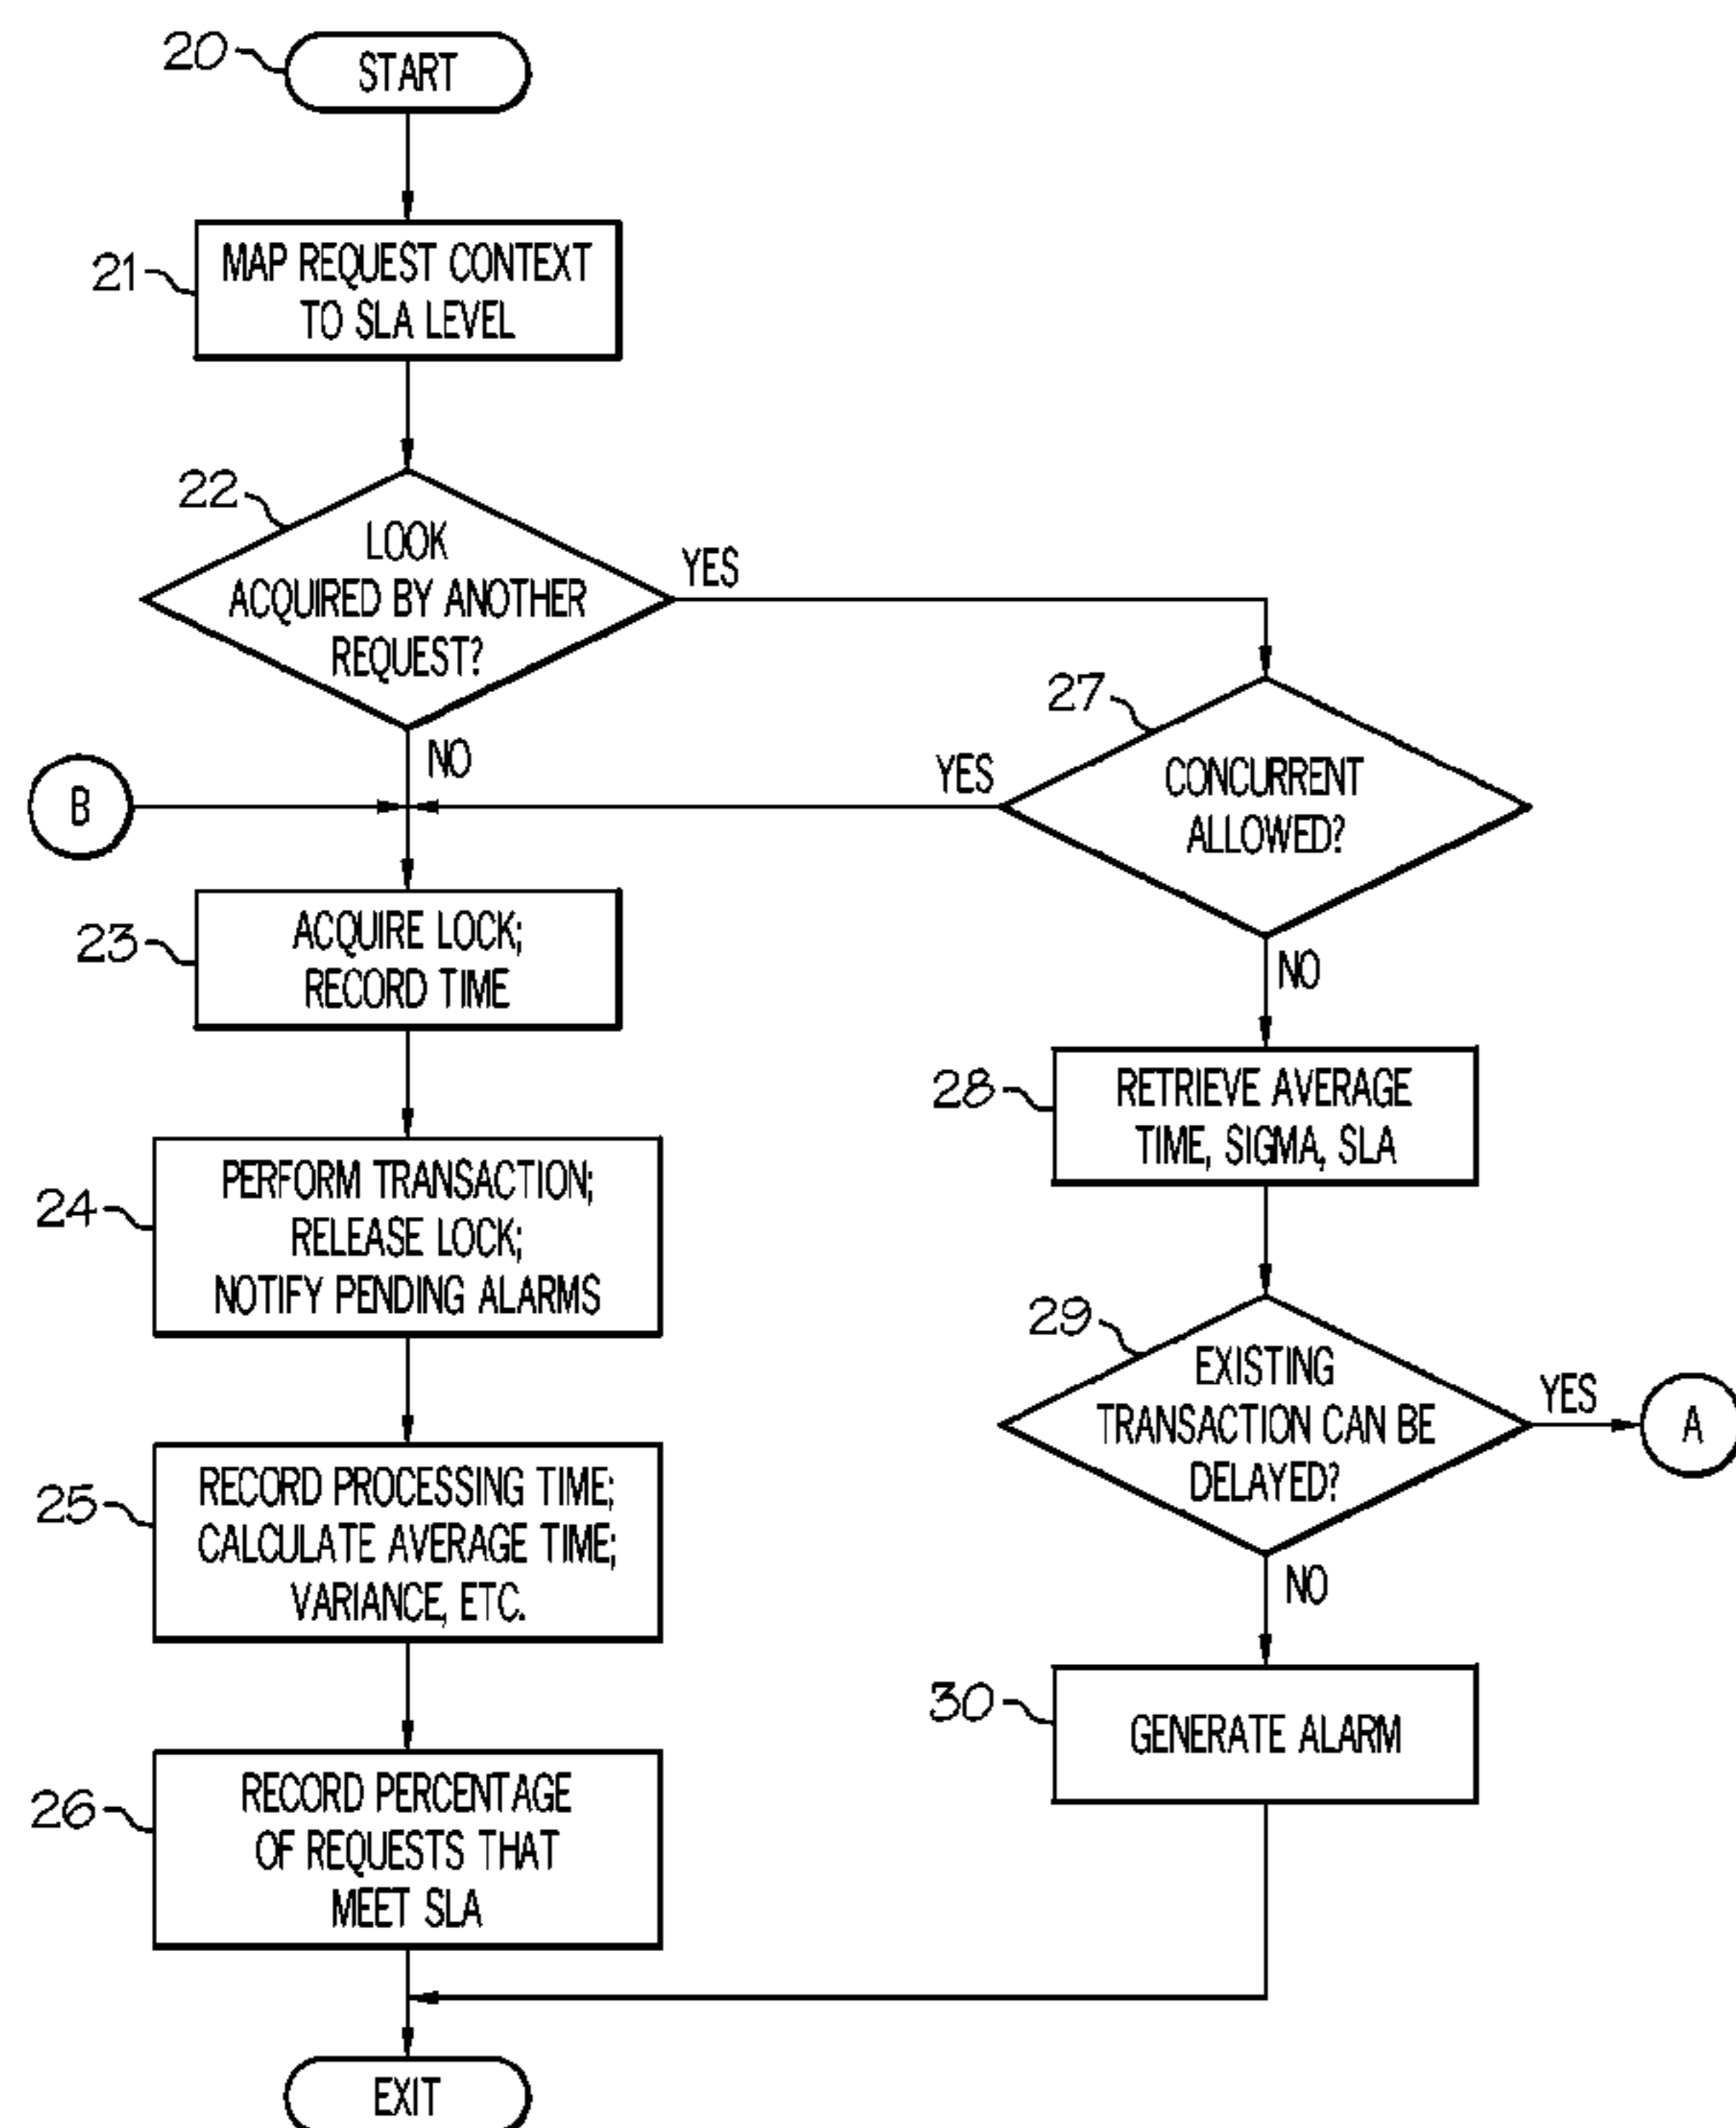 20
START
21
MAP REQUEST CONTEXT
TO SLA LEVEL
22
LOOK
ACQUIRED BY ANOTHER
REQUEST?
YES
NO
B
27
YES
CONCURRENT
ALLOWED?
NO
23
ACQUIRE LOCK;
RECORD TIME
28
RETRIEVE AVERAGE
TIME, SIGMA, SLA
24
PERFORM TRANSACTION;
RELEASE LOCK;
NOTIFY PENDING ALARMS
29
EXISTING
TRANSACTION CAN BE
DELAYED?
YES
A
NO
25
RECORD PROCESSING TIME;
CALCULATE AVERAGE TIME;
VARIANCE, ETC.
30
GENERATE ALARM
26
RECORD PERCENTAGE
OF REQUESTS THAT
MEET SLA
EXIT